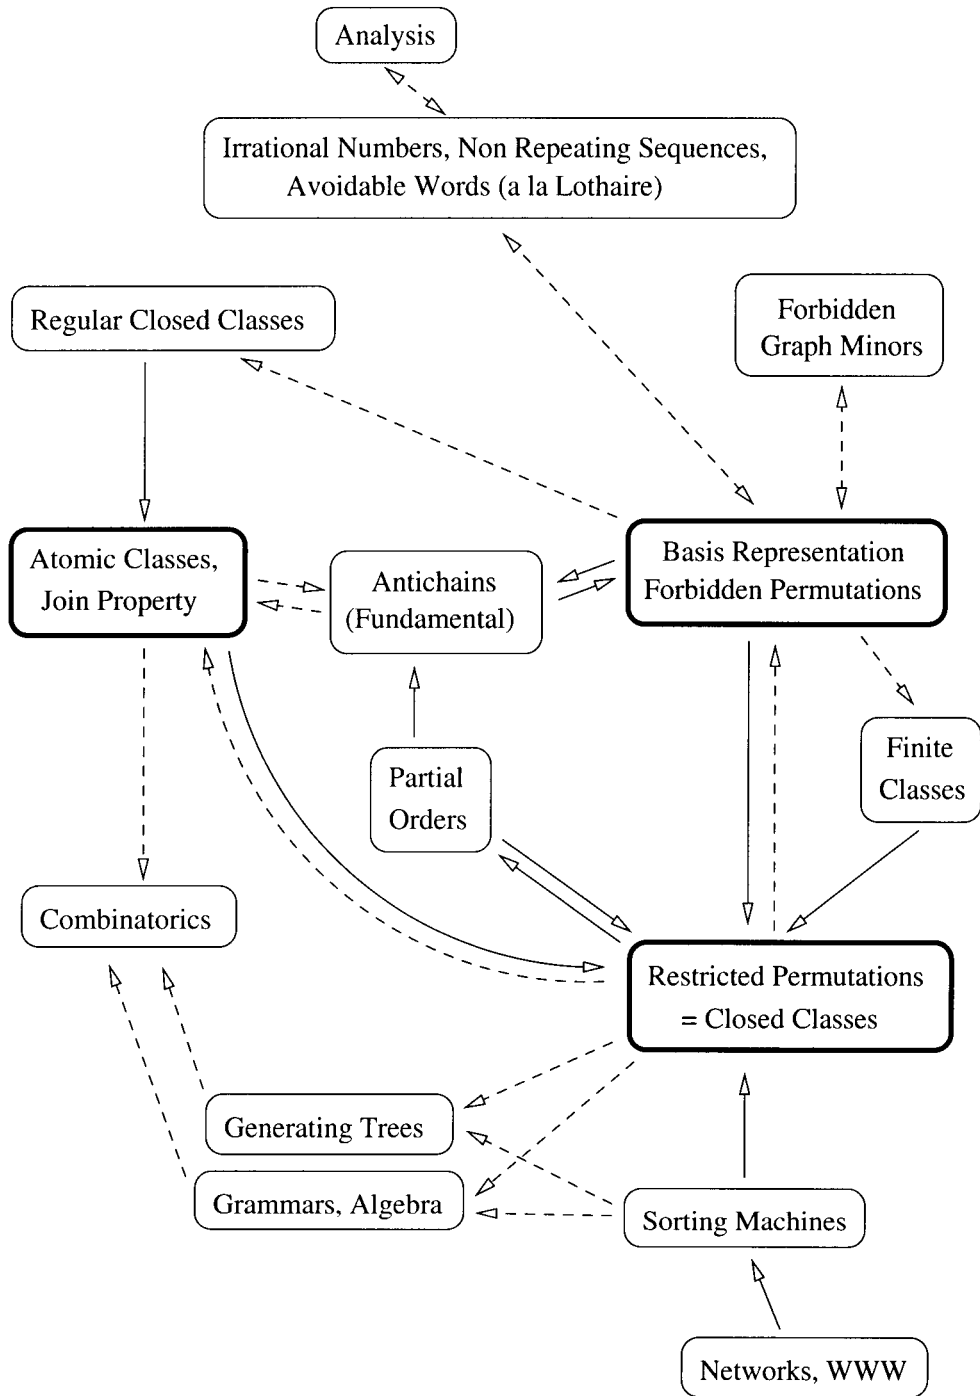 Analysis
Irrational Numbers, Non Repeating Sequences,
Avoidable Words (a la Lothaire)
Regular Closed Classes
Forbidden
Graph Minors
Atomic Classes,
Join Property
Antichains
(Fundamental)
Basis Representation
Forbidden Permutations
Partial
Orders
Finite
Classes
Combinatorics
Restricted Permutations
= Closed Classes
Generating Trees
Grammars, Algebra
Sorting Machines
Networks, WWW